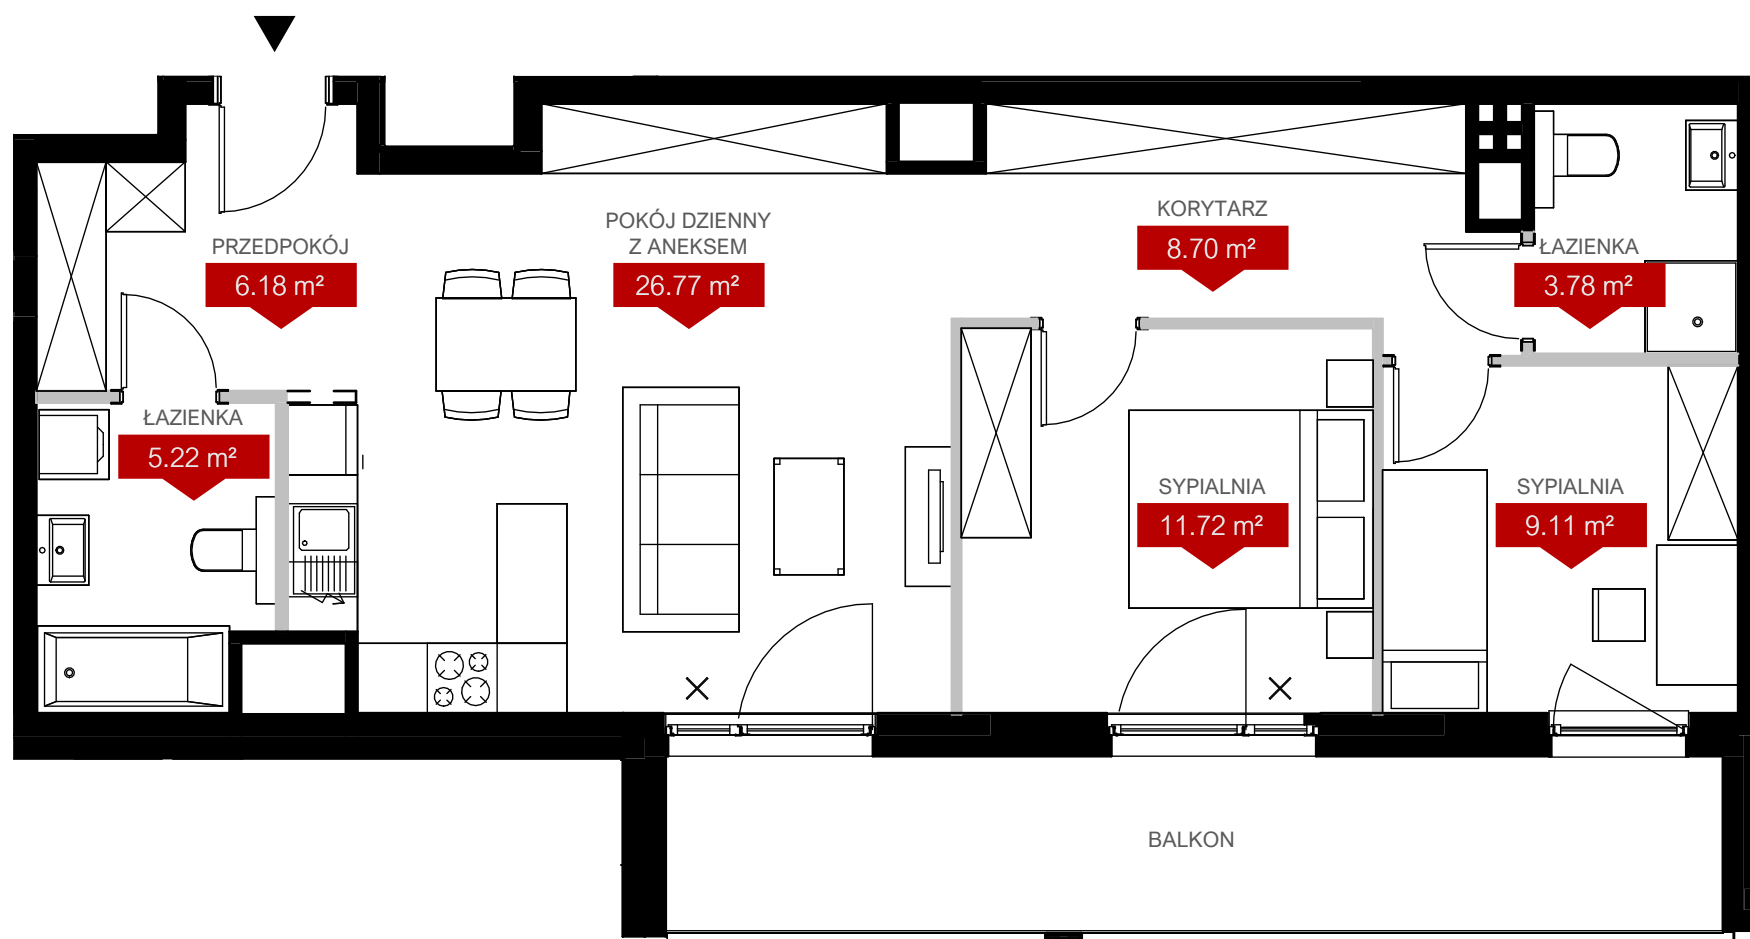 PRZEDPOKÓJ
6.18 m²
POKÓJ DZIENNY
Z ANEKSEM
26.77 m²
KORYTARZ
8.70 m²
ŁAZIENKA
3.78 m²
ŁAZIENKA
5.22 m²
SYPIALNIA
11.72 m²
SYPIALNIA
9.11 m²
BALKON